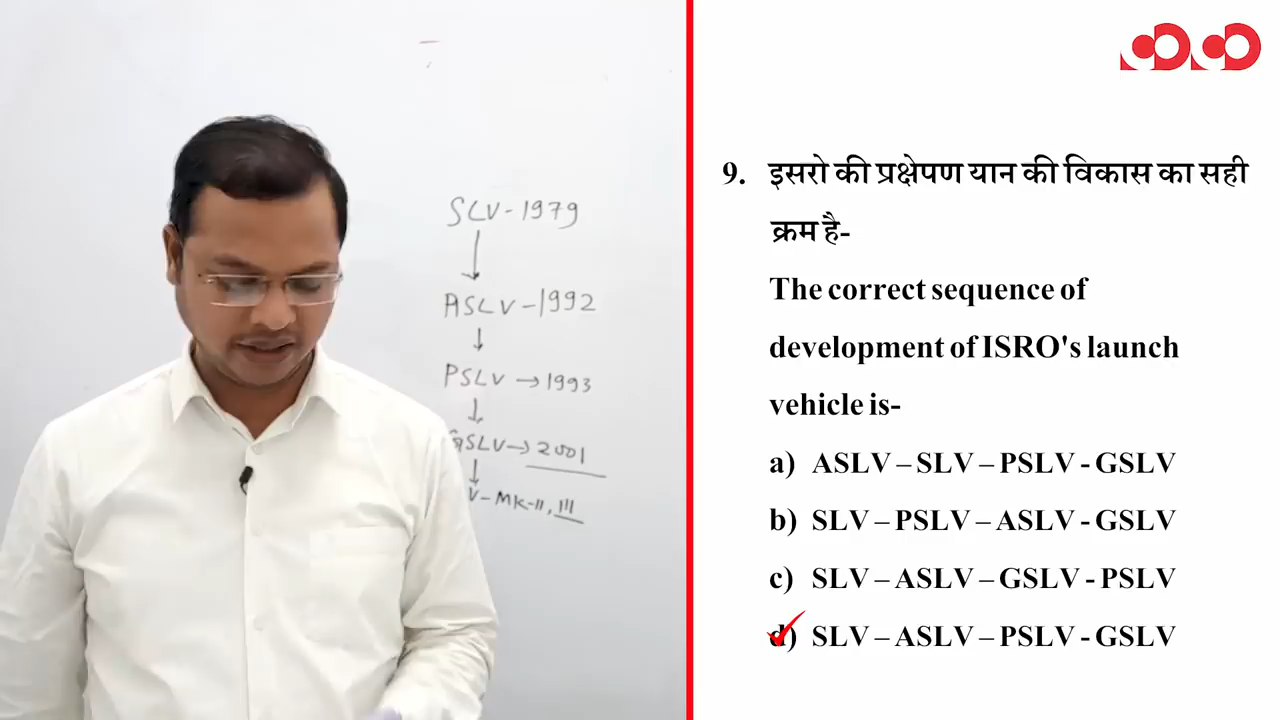 SLV - 1979
ASLV - 1992
PSLV → 1993
GSLV → 2001
V - MK-II, III
9. इसरो की प्रक्षेपण यान की विकास का सही
क्रम है-
The correct sequence of
development of ISRO's launch
vehicle is-
a) ASLV – SLV – PSLV - GSLV
b) SLV – PSLV – ASLV - GSLV
c) SLV – ASLV – GSLV - PSLV
d) SLV – ASLV – PSLV - GSLV